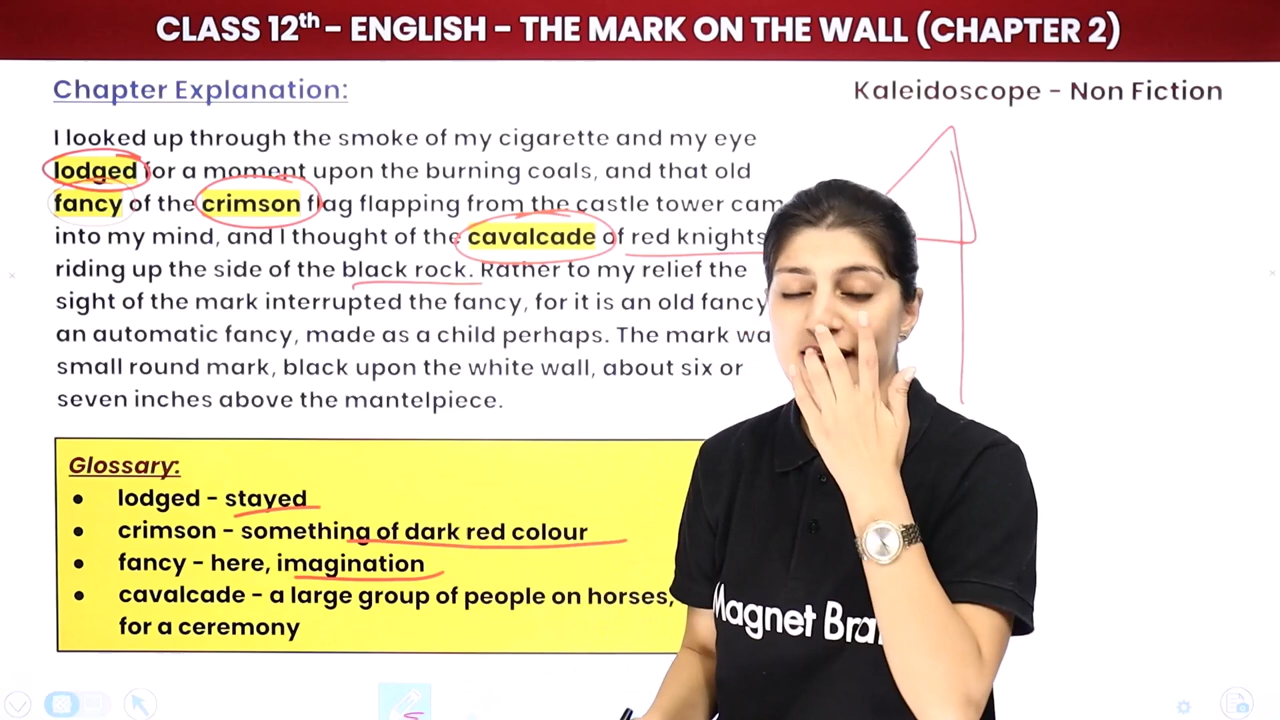 CLASS 12th - ENGLISH - THE MARK ON THE WALL (CHAPTER 2)
Chapter Explanation:
Kaleidoscope - Non Fiction
I looked up through the smoke of my cigarette and my eye
lodged for a moment upon the burning coals, and that old
fancy of the crimson flag flapping from the castle tower cam
into my mind, and I thought of the cavalcade of red knights
riding up the side of the black rock. Rather to my relief the
sight of the mark interrupted the fancy, for it is an old fancy
an automatic fancy, made as a child perhaps. The mark wa
small round mark, black upon the white wall, about six or
seven inches above the mantelpiece.
Glossary:
• lodged - stayed
• crimson - something of dark red colour
• fancy - here, imagination
• cavalcade - a large group of people on horses,
for a ceremony
Magnet Bra